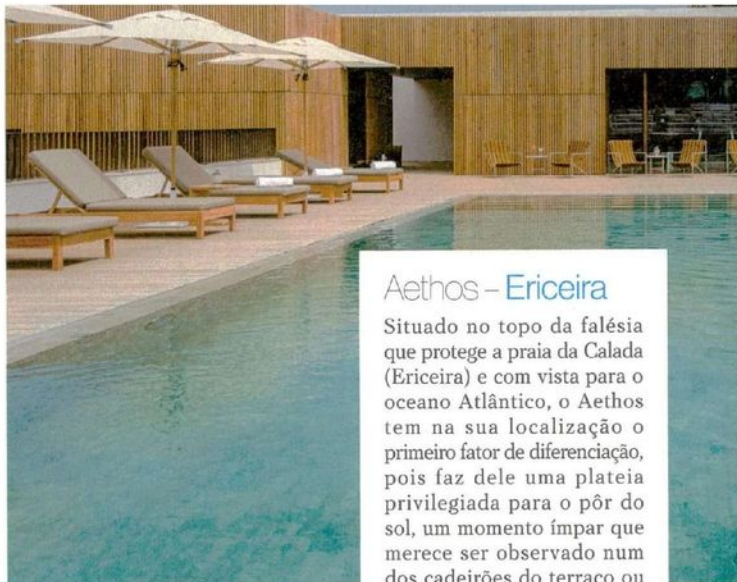 Aethos – Ericeira
Situado no topo da falésia
que protege a praia da Calada
(Ericeira) e com vista para o
oceano Atlântico, o Aethos
tem na sua localização o
primeiro fator de diferenciação,
pois faz dele uma plateia
privilegiada para o pôr do
sol, um momento ímpar que
merece ser observado num
dos cadeirões do terraço ou